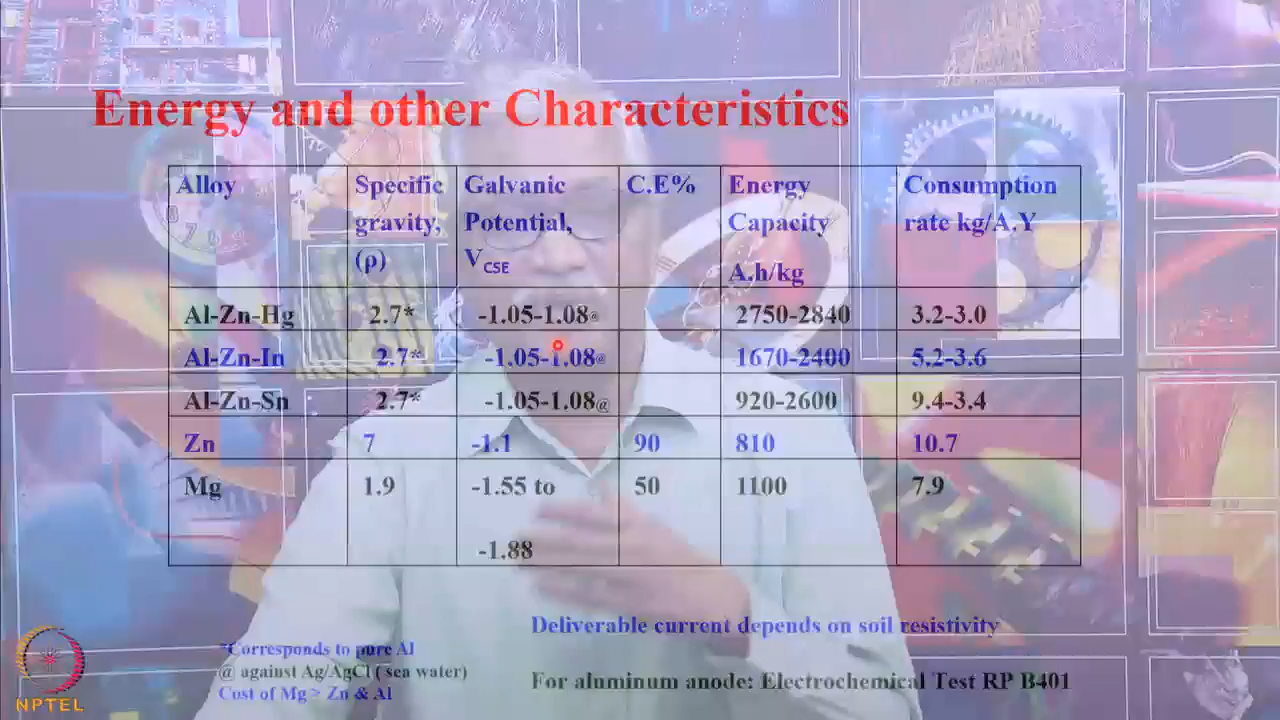 Energy and other Characteristics
Alloy Specific gravity, (ρ) Galvanic Potential, VCSE C.E% Energy Capacity A.h/kg Consumption rate kg/A.Y
Al-Zn-Hg 2.7* -1.05-1.08@ 2750-2840 3.2-3.0
Al-Zn-In 2.7* -1.05-1.08@ 1670-2400 5.2-3.6
Al-Zn-Sn 2.7* -1.05-1.08@ 920-2600 9.4-3.4
Zn 7 -1.1 90 810 10.7
Mg 1.9 -1.55 to -1.88 50 1100 7.9
Deliverable current depends on soil resistivity
*Corresponds to pure Al
@ against Ag/AgCl ( sea water)
Cost of Mg > Zn & Al
For aluminum anode: Electrochemical Test RP B401
NPTEL